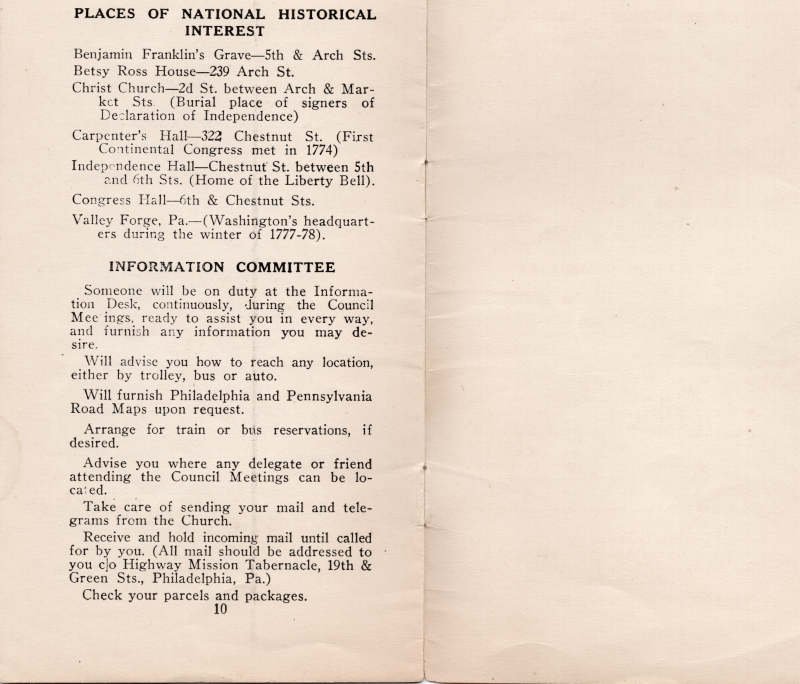 PLACES OF NATIONAL HISTORICAL
INTEREST
Benjamin Franklin's Grave—5th & Arch Sts.
Betsy Ross House—239 Arch St.
Christ Church—2d St. between Arch & Mar-
ket Sts. (Burial place of signers of
Declaration of Independence)
Carpenter's Hall—322 Chestnut St. (First
Continental Congress met in 1774)
Independence Hall—Chestnut St. between 5th
and 6th Sts. (Home of the Liberty Bell).
Congress Hall—6th & Chestnut Sts.
Valley Forge, Pa.—(Washington's headquart-
ers during the winter of 1777-78).
INFORMATION COMMITTEE
Someone will be on duty at the Informa-
tion Desk, continuously, during the Council
Meetings, ready to assist you in every way,
and furnish any information you may de-
sire.
Will advise you how to reach any location,
either by trolley, bus or auto.
Will furnish Philadelphia and Pennsylvania
Road Maps upon request.
Arrange for train or bus reservations, if
desired.
Advise you where any delegate or friend
attending the Council Meetings can be lo-
cated.
Take care of sending your mail and tele-
grams from the Church.
Receive and hold incoming mail until called
for by you. (All mail should be addressed to
you c|o Highway Mission Tabernacle, 19th &
Green Sts., Philadelphia, Pa.)
Check your parcels and packages.
10